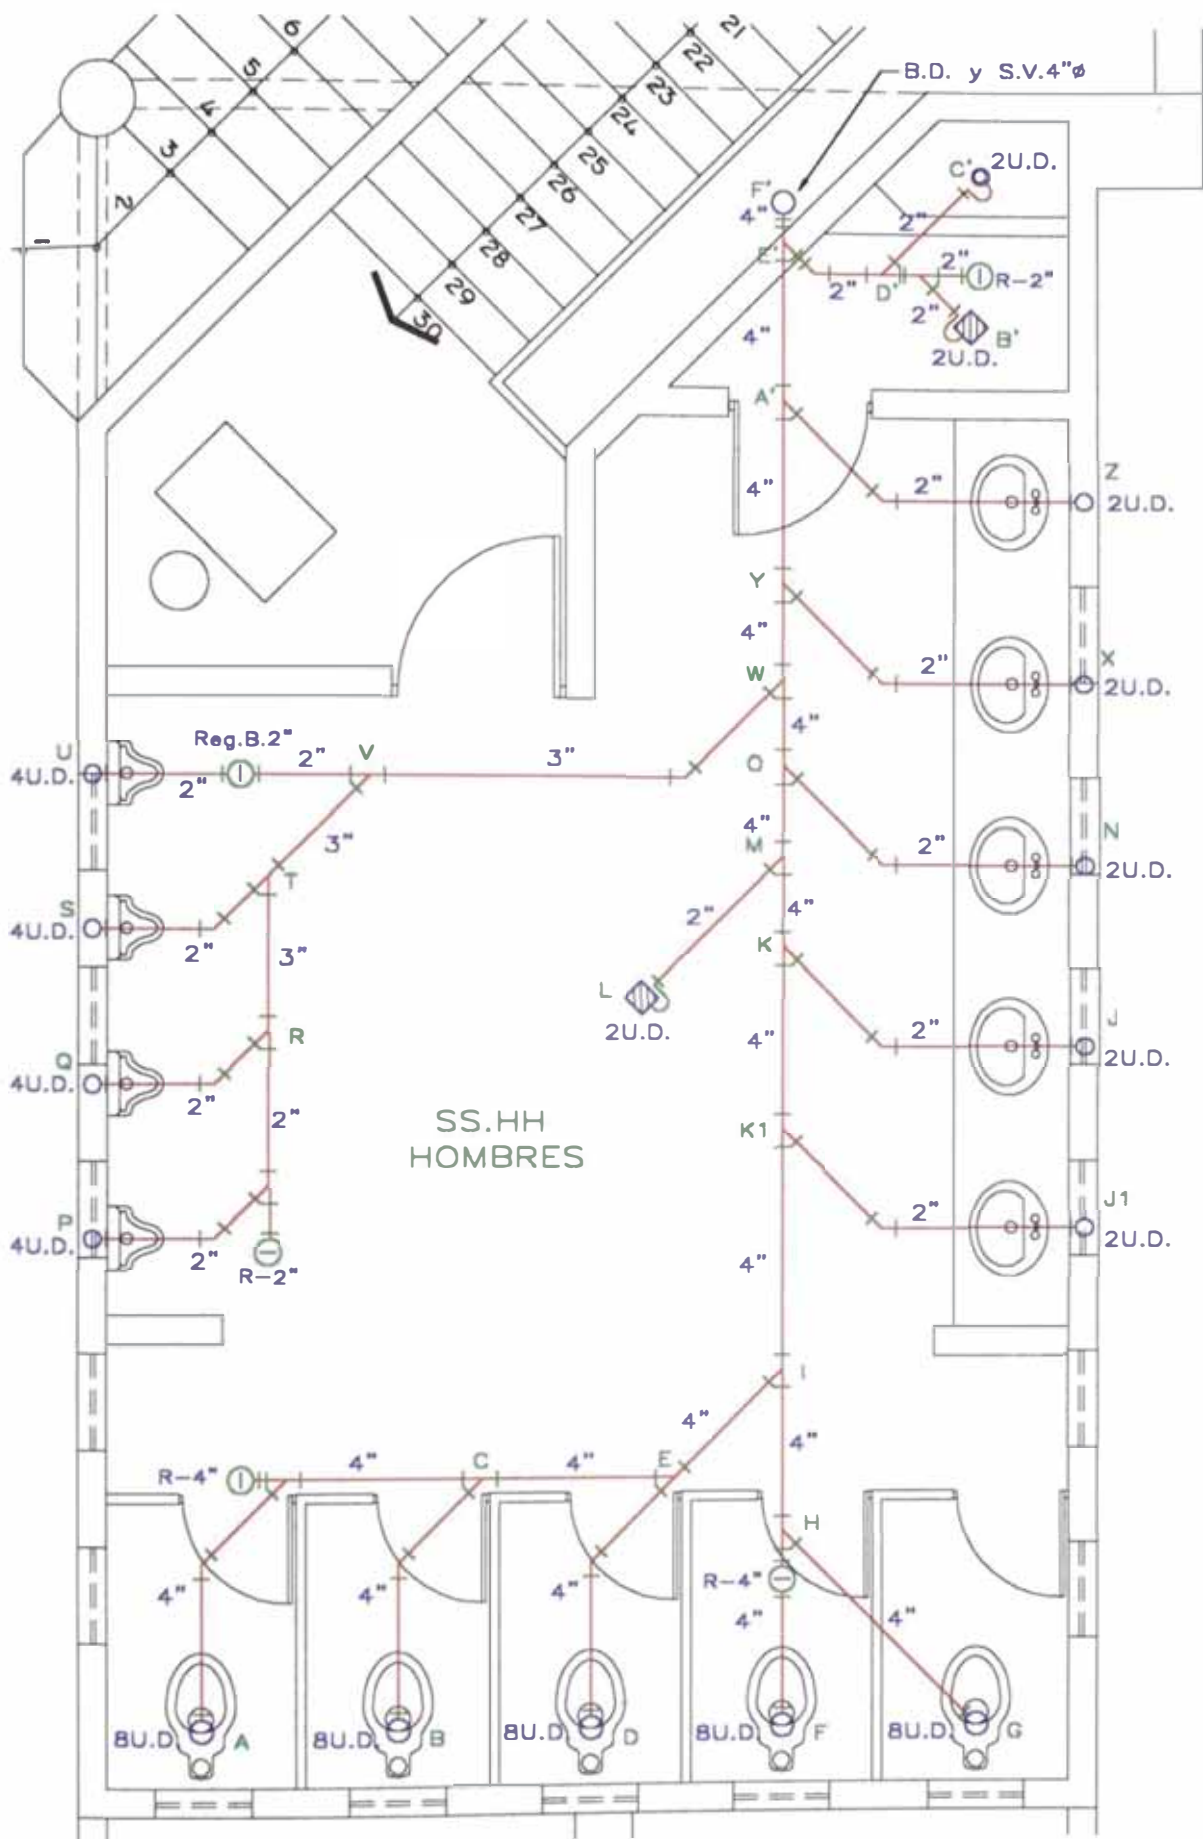 1
2
3
4
5
6
21
22
23
24
25
26
27
28
29
30
B.D. y S.V.4"ø
F'
4"
C' 2U.D.
2"
E'
2"
D'
2"
R-2"
2"
B'
2U.D.
4"
A'
4"
2"
Z
2U.D.
Y
4"
2"
X
2U.D.
W
4"
U
4U.D.
2"
Reg.B.2"
2"
V
3"
O
4"
2"
N
2U.D.
3"
M
T
S
4U.D.
2"
3"
2"
4"
K
L
2U.D.
R
Q
4U.D.
2"
2"
4"
2"
J
2U.D.
SS.HH
HOMBRES
K1
2"
J1
2U.D.
P
4U.D.
2"
R-2"
4"
I
4"
4"
R-4"
4"
C
4"
E
H
4"
4"
4"
R-4"
4"
4"
8U.D. A
8U.D. B
8U.D. D
8U.D. F
8U.D. G